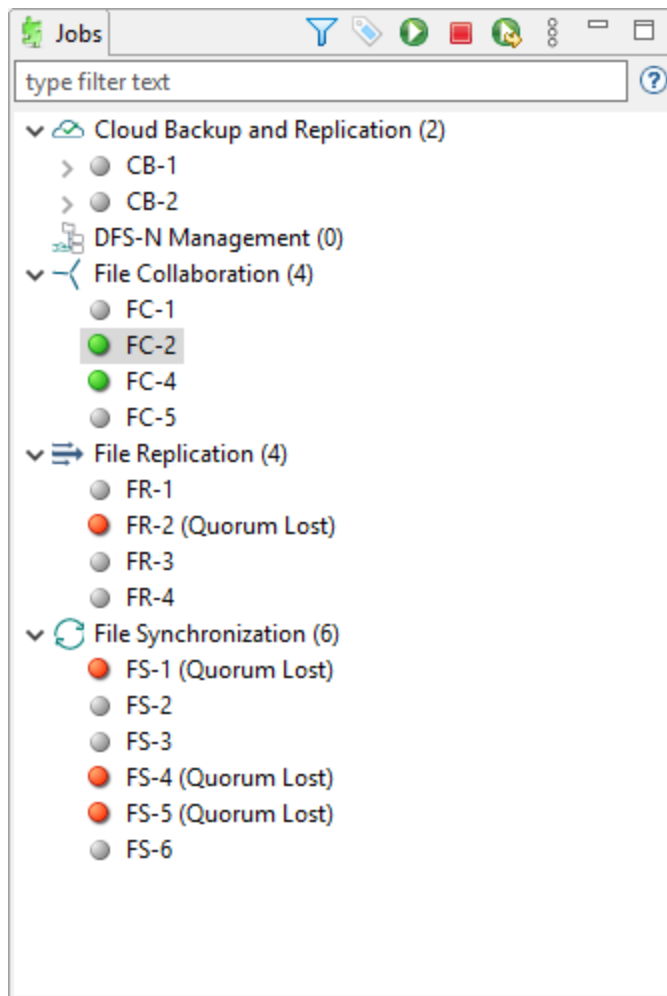 Jobs
type filter text
?
Cloud Backup and Replication (2)
CB-1
CB-2
DFS-N Management (0)
File Collaboration (4)
FC-1
FC-2
FC-4
FC-5
File Replication (4)
FR-1
FR-2 (Quorum Lost)
FR-3
FR-4
File Synchronization (6)
FS-1 (Quorum Lost)
FS-2
FS-3
FS-4 (Quorum Lost)
FS-5 (Quorum Lost)
FS-6